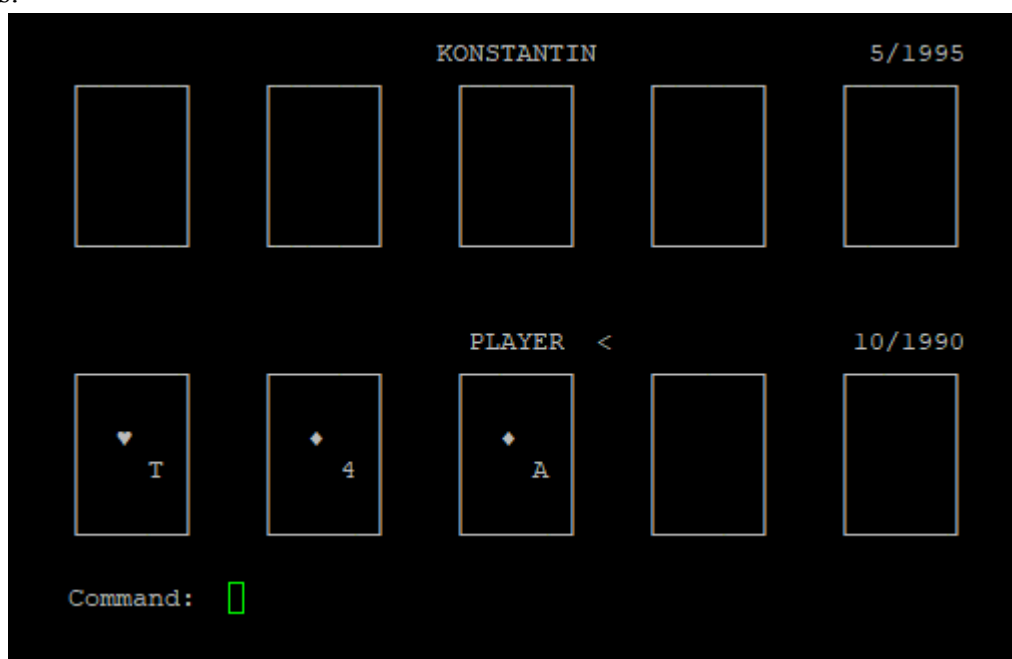 KONSTANTIN 5/1995
PLAYER < 10/1990
♥ ♦ ♦
T 4 A
Command: